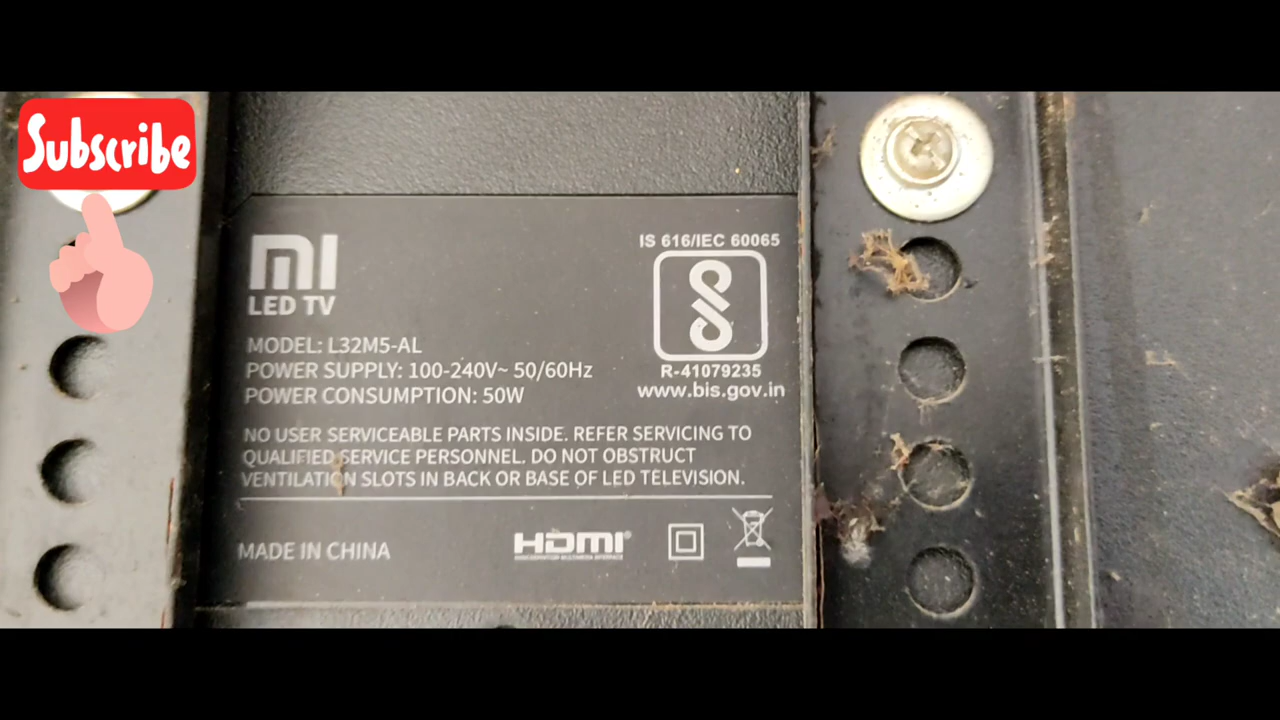 Subscribe
MI
LED TV
MODEL: L32M5-AL
POWER SUPPLY: 100-240V~ 50/60Hz
POWER CONSUMPTION: 50W
IS 616/IEC 60065
R-41079235
www.bis.gov.in
NO USER SERVICEABLE PARTS INSIDE. REFER SERVICING TO
QUALIFIED SERVICE PERSONNEL. DO NOT OBSTRUCT
VENTILATION SLOTS IN BACK OR BASE OF LED TELEVISION.
MADE IN CHINA
HDMI®